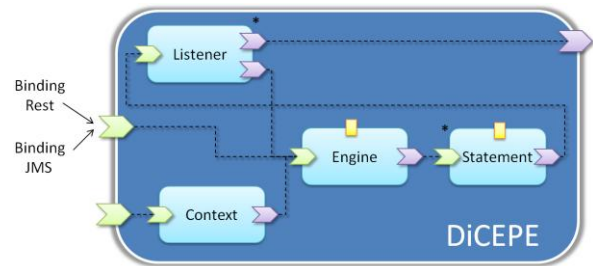 *
Listener
Binding
Rest
Binding
JMS
Engine
*
Statement
Context
DiCEPE